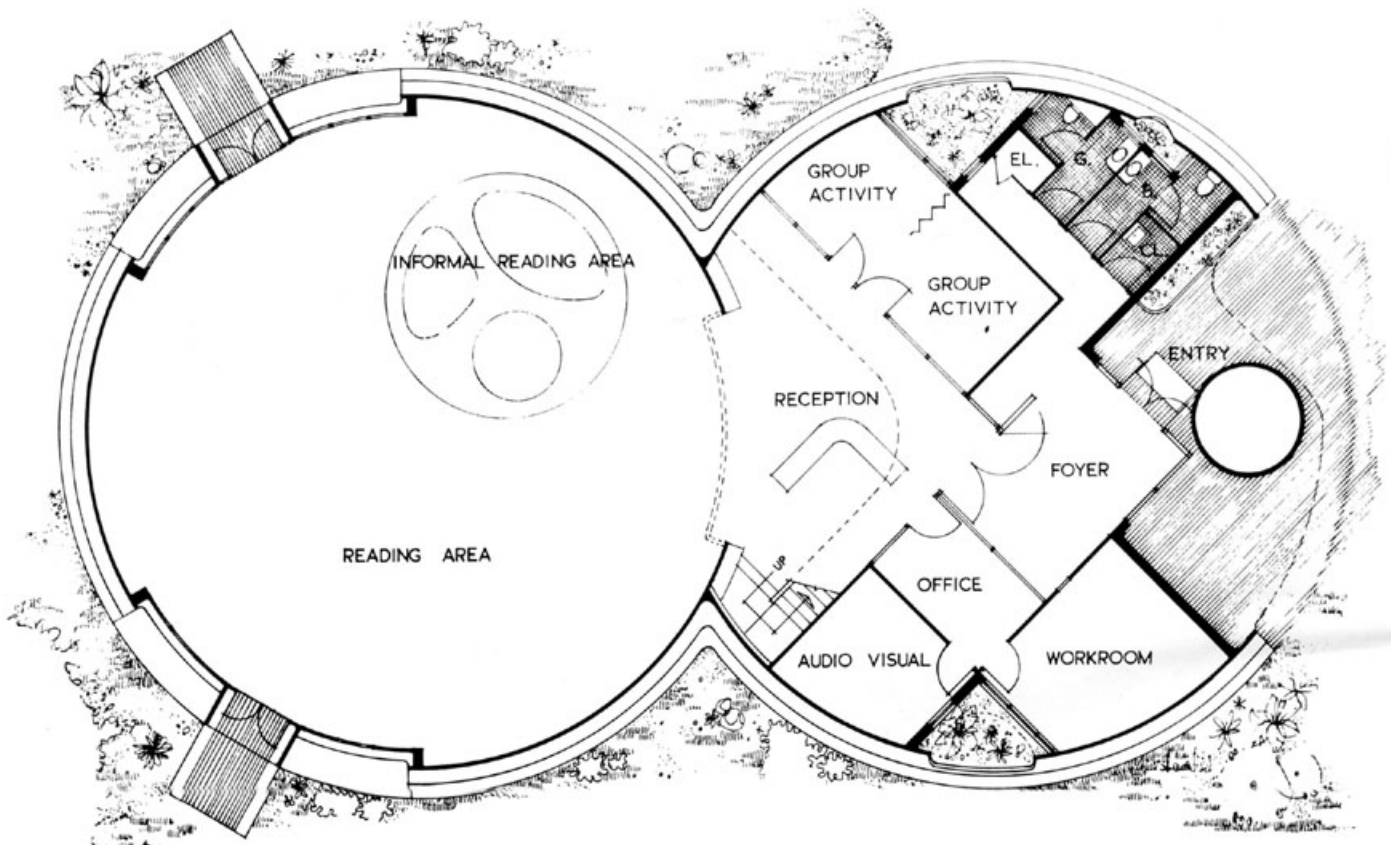 GROUP
ACTIVITY
EL.
G.
B.
CL.
INFORMAL READING AREA
GROUP
ACTIVITY
ENTRY
RECEPTION
FOYER
READING AREA
UP
OFFICE
AUDIO VISUAL
WORKROOM